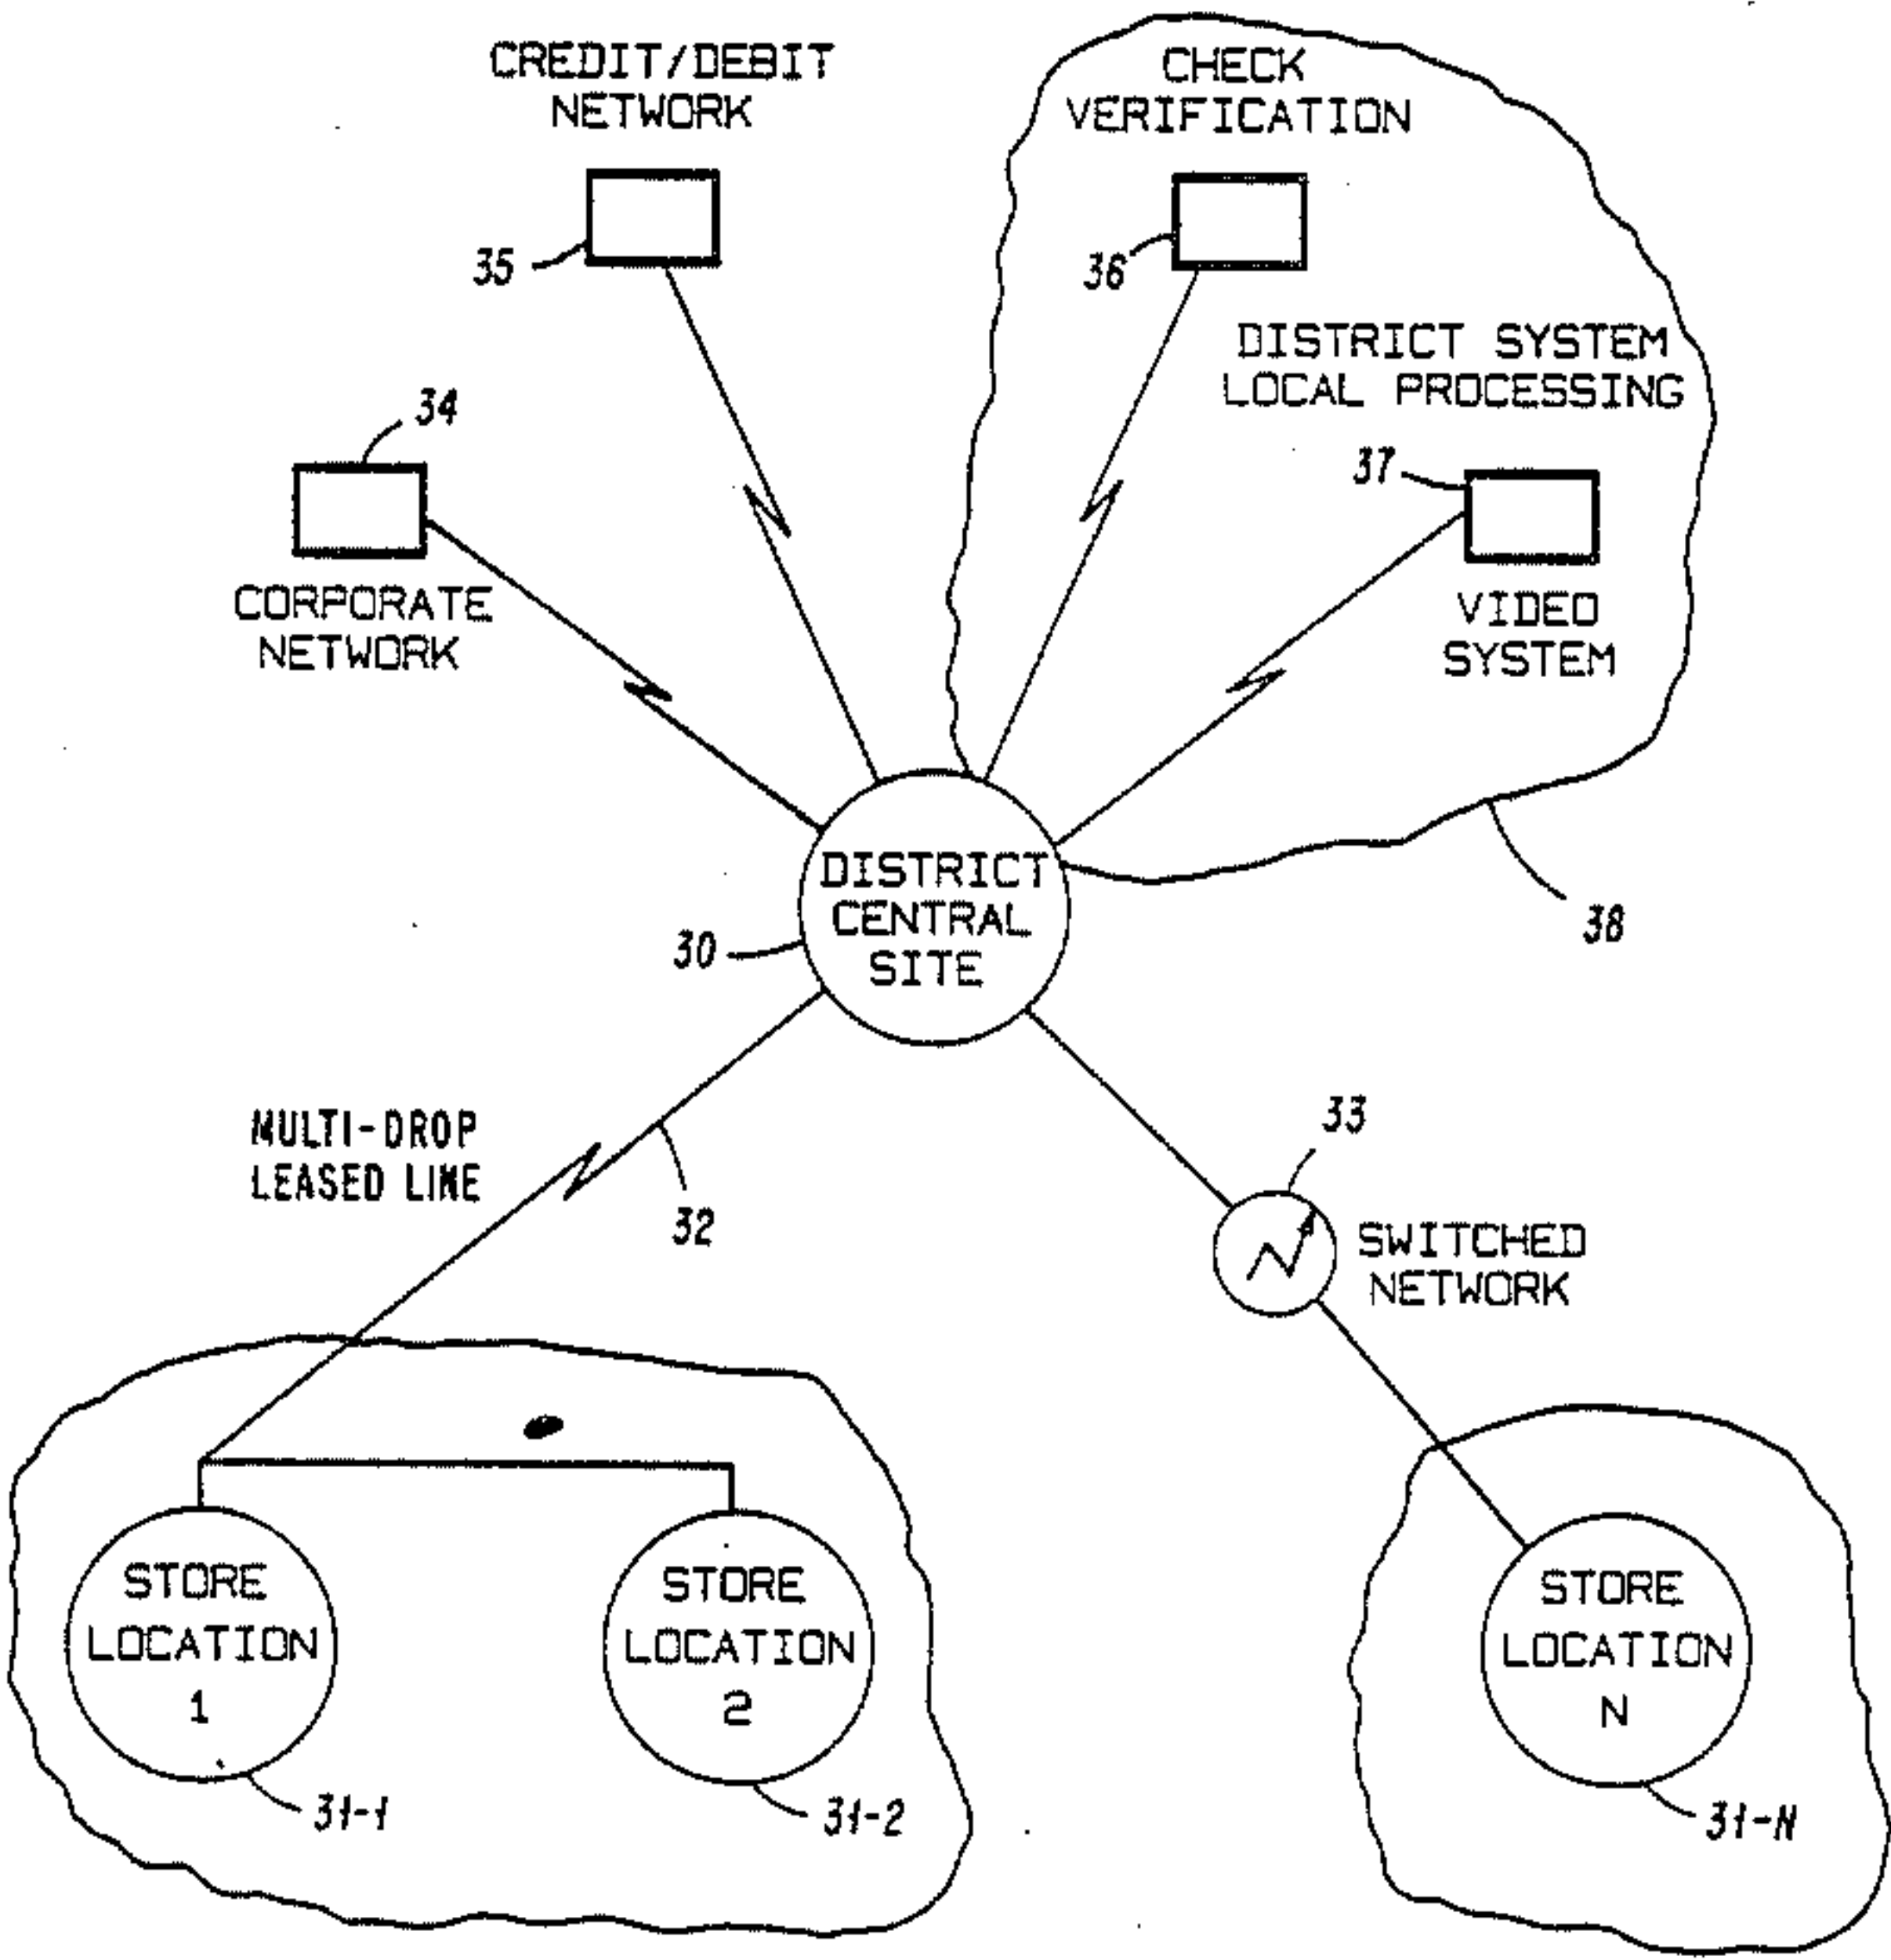 CREDIT/DEBIT
NETWORK
35
CHECK
VERIFICATION
36
DISTRICT SYSTEM
LOCAL PROCESSING
34
CORPORATE
NETWORK
37
VIDEO
SYSTEM
38
DISTRICT
CENTRAL
SITE
30
MULTI-DROP
LEASED LINE
32
33
SWITCHED
NETWORK
STORE
LOCATION
1
31-1
STORE
LOCATION
2
31-2
STORE
LOCATION
N
31-N